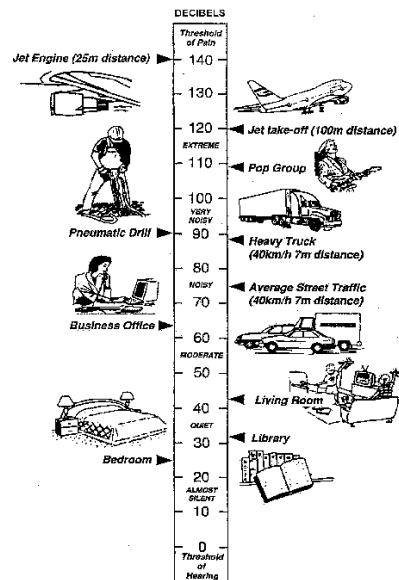 DECIBELS
Threshold
of Pain
Jet Engine (25m distance)
140
130
120
Jet take-off (100m distance)
EXTREME
110
Pop Group
100
VERY
NOISY
Pneumatic Drill
90
Heavy Truck
(40km/h 7m distance)
80
NOISY
Average Street Traffic
(40km/h 7m distance)
70
Business Office
60
MODERATE
50
40
Living Room
QUIET
30
Library
Bedroom
20
ALMOST
SILENT
10
0
Threshold
of
Hearing